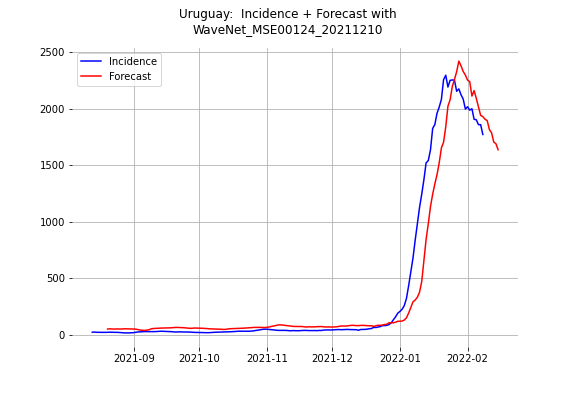 Uruguay:  Incidence + Forecast with
WaveNet_MSE00124_20211210
Incidence
Forecast
2500
2000
1500
1000
500
0
2021-09 2021-10 2021-11 2021-12 2022-01 2022-02